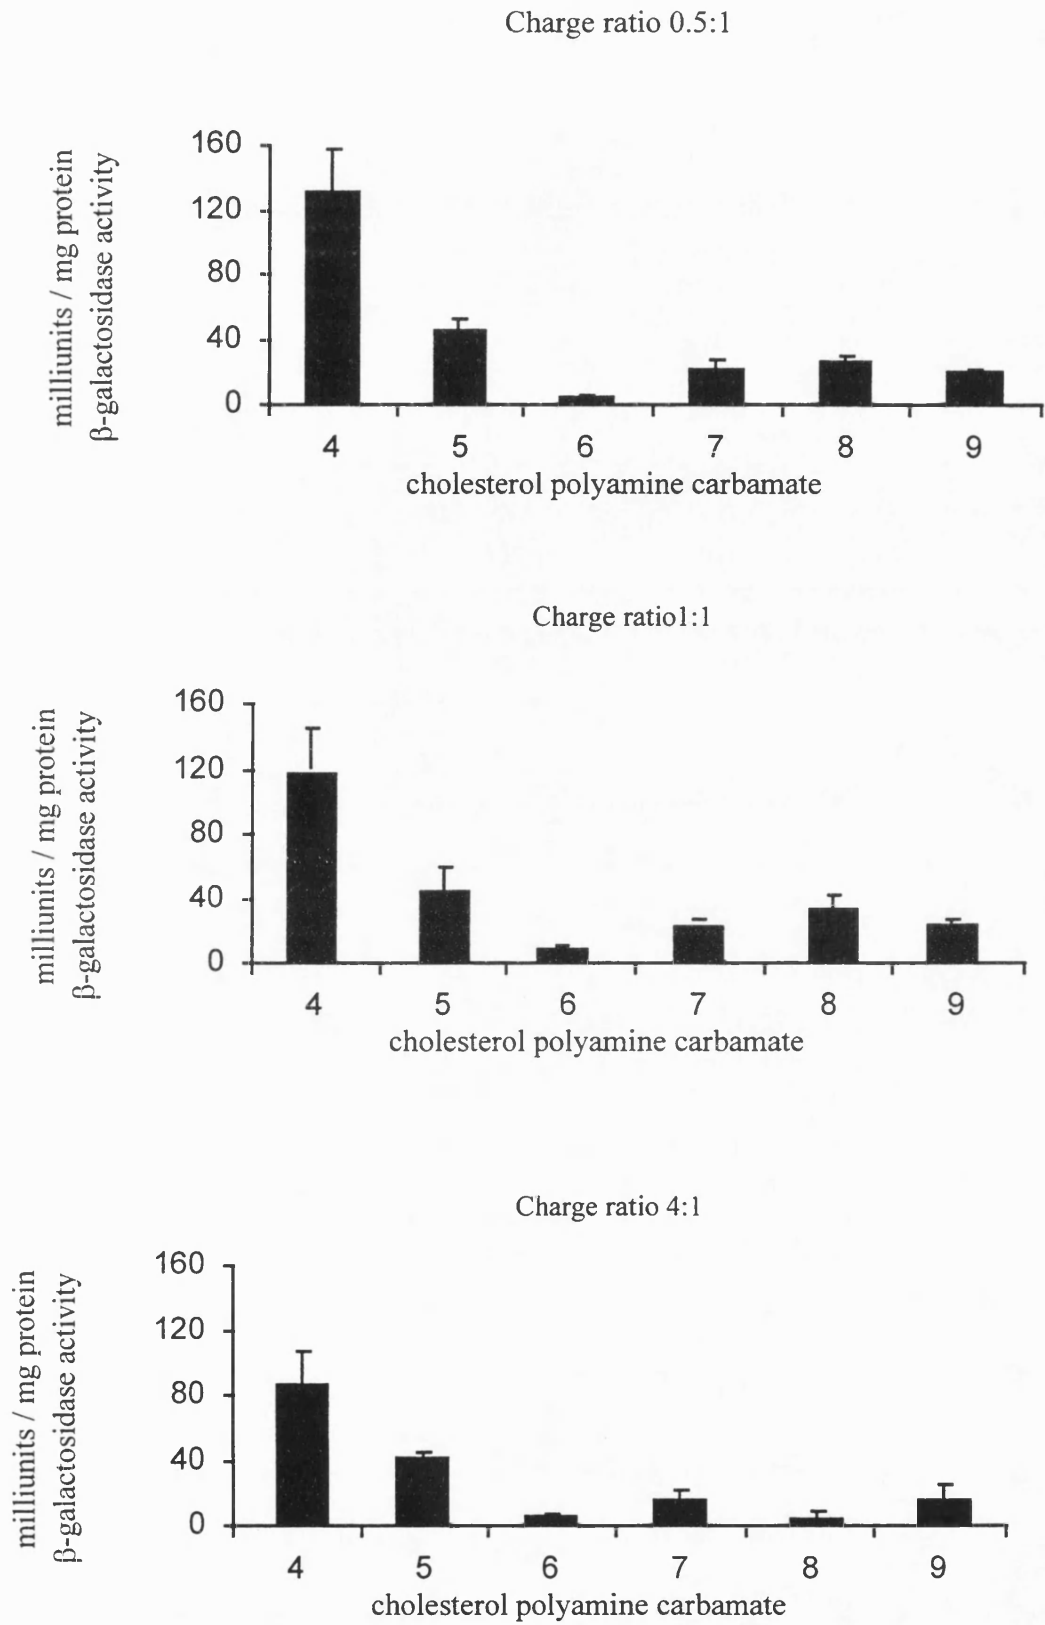 Charge ratio 0.5:1
milliunits / mg protein
β-galactosidase activity
160
120
80
40
0
4 5 6 7 8 9
cholesterol polyamine carbamate
Charge ratio1:1
milliunits / mg protein
β-galactosidase activity
160
120
80
40
0
4 5 6 7 8 9
cholesterol polyamine carbamate
Charge ratio 4:1
milliunits / mg protein
β-galactosidase activity
160
120
80
40
0
4 5 6 7 8 9
cholesterol polyamine carbamate